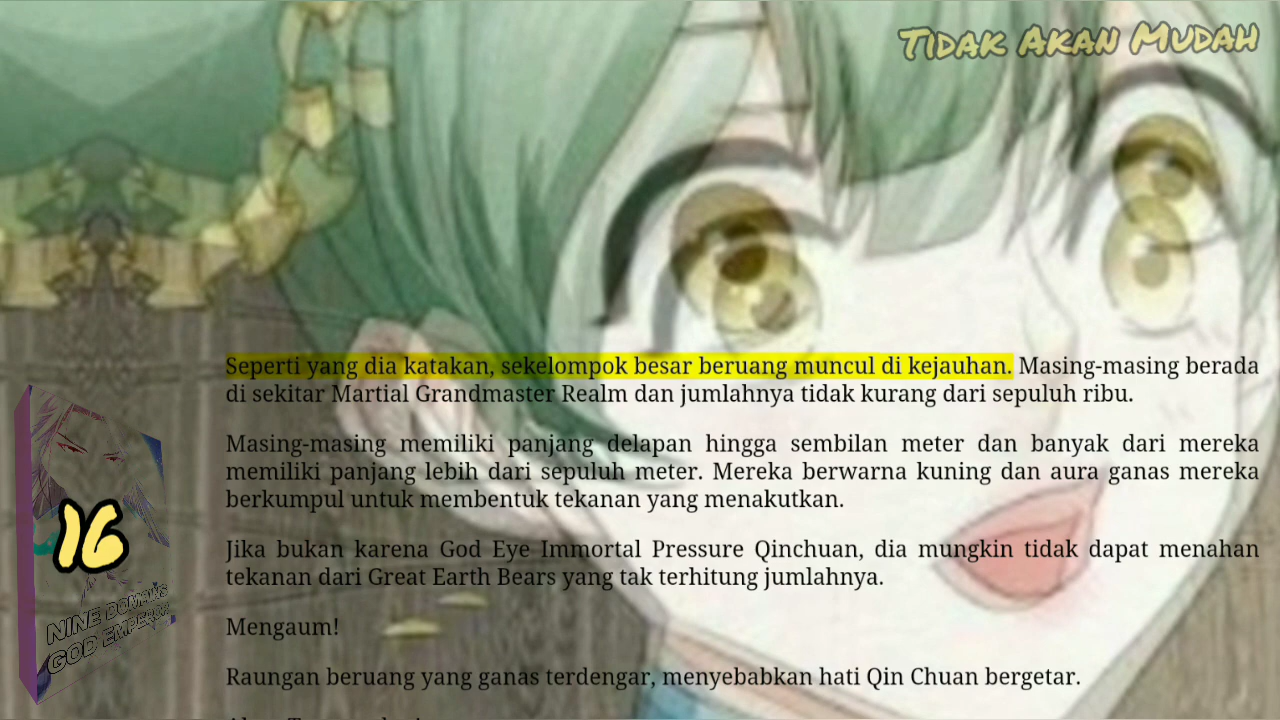 Tidak Akan Mudah
Seperti yang dia katakan, sekelompok besar beruang muncul di kejauhan. Masing-masing berada
di sekitar Martial Grandmaster Realm dan jumlahnya tidak kurang dari sepuluh ribu.
Masing-masing memiliki panjang delapan hingga sembilan meter dan banyak dari mereka
memiliki panjang lebih dari sepuluh meter. Mereka berwarna kuning dan aura ganas mereka
berkumpul untuk membentuk tekanan yang menakutkan.
Jika bukan karena God Eye Immortal Pressure Qinchuan, dia mungkin tidak dapat menahan
tekanan dari Great Earth Bears yang tak terhitung jumlahnya.
Mengaum!
Raungan beruang yang ganas terdengar, menyebabkan hati Qin Chuan bergetar.
16
NINE DOMAINS
GOD EMPEROR